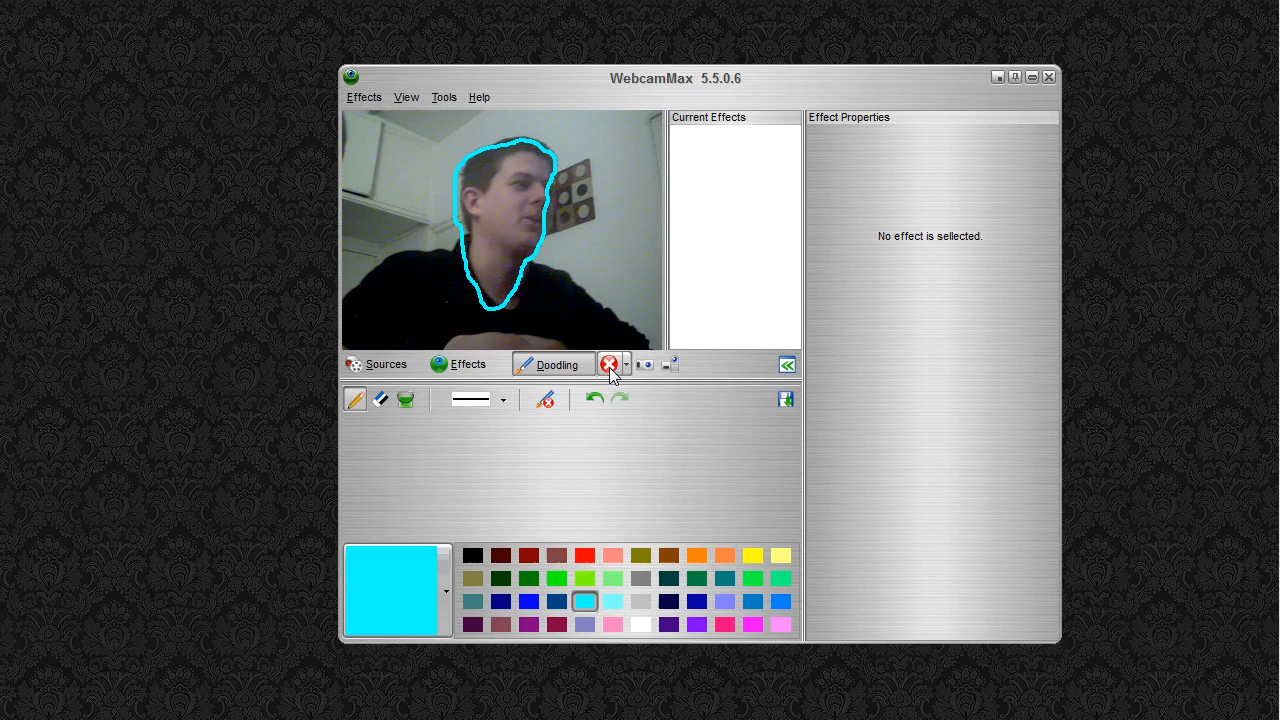 WebcamMax 5.5.0.6
Effects View Tools Help
Current Effects
Effect Properties
No effect is sellected.
Sources Effects Doodling